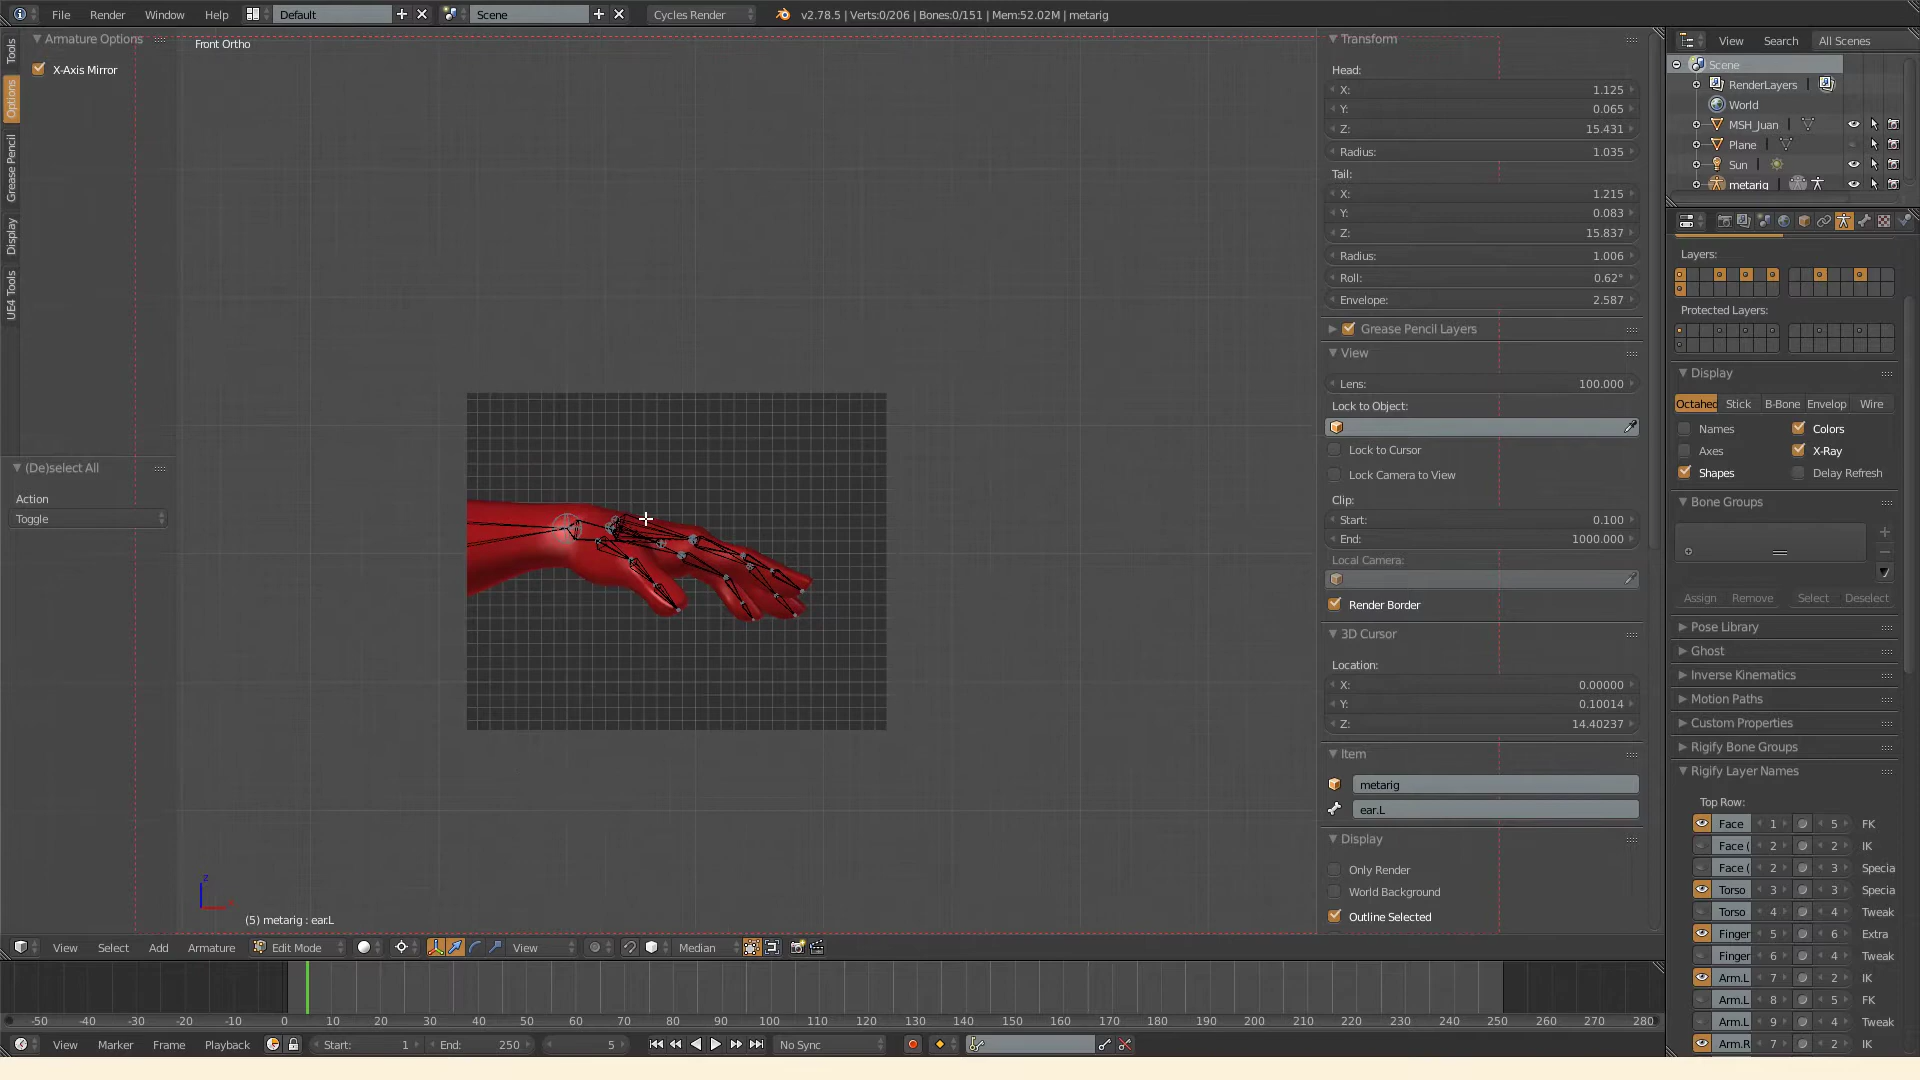 File Render Window Help Default Scene Cycles Render v2.78.5 | Verts:0/206 | Bones:0/151 | Mem:52.02M | metarig
Tools
Options
Grease Pencil
Display
UE4 Tools
Armature Options
X-Axis Mirror
(De)select All
Action
Toggle
Front Ortho
(5) metarig : ear.L
Transform
Head:
X: 1.125
Y: 0.065
Z: 15.431
Radius: 1.035
Tail:
X: 1.215
Y: 0.083
Z: 15.837
Radius: 1.006
Roll: 0.62°
Envelope: 2.587
Grease Pencil Layers
View
Lens: 100.000
Lock to Object:
Lock to Cursor
Lock Camera to View
Clip:
Start: 0.100
End: 1000.000
Local Camera:
Render Border
3D Cursor
Location:
X: 0.00000
Y: 0.10014
Z: 14.40237
Item
metarig
ear.L
Display
Only Render
World Background
Outline Selected
View Search All Scenes
Scene
RenderLayers
World
MSH_Juan
Plane
Sun
metarig
Layers:
Protected Layers:
Display
Octahed Stick B-Bone Envelop Wire
Names Colors
Axes X-Ray
Shapes Delay Refresh
Bone Groups
Assign Remove Select Deselect
Pose Library
Ghost
Inverse Kinematics
Motion Paths
Custom Properties
Rigify Bone Groups
Rigify Layer Names
Top Row:
Face 1 5 FK
Face ( 2 2 IK
Face ( 2 3 Specia
Torso 3 3 Specia
Torso 4 4 Tweak
Finger 5 6 Extra
Finger 6 4 Tweak
Arm.L 7 2 IK
Arm.L 8 5 FK
Arm.L 9 4 Tweak
Arm.R 7 2 IK
View Select Add Armature Edit Mode View Median
-50 -40 -30 -20 -10 0 10 20 30 40 50 60 70 80 90 100 110 120 130 140 150 160 170 180 190 200 210 220 230 240 250 260 270 280
View Marker Frame Playback Start: 1 End: 250 5 No Sync